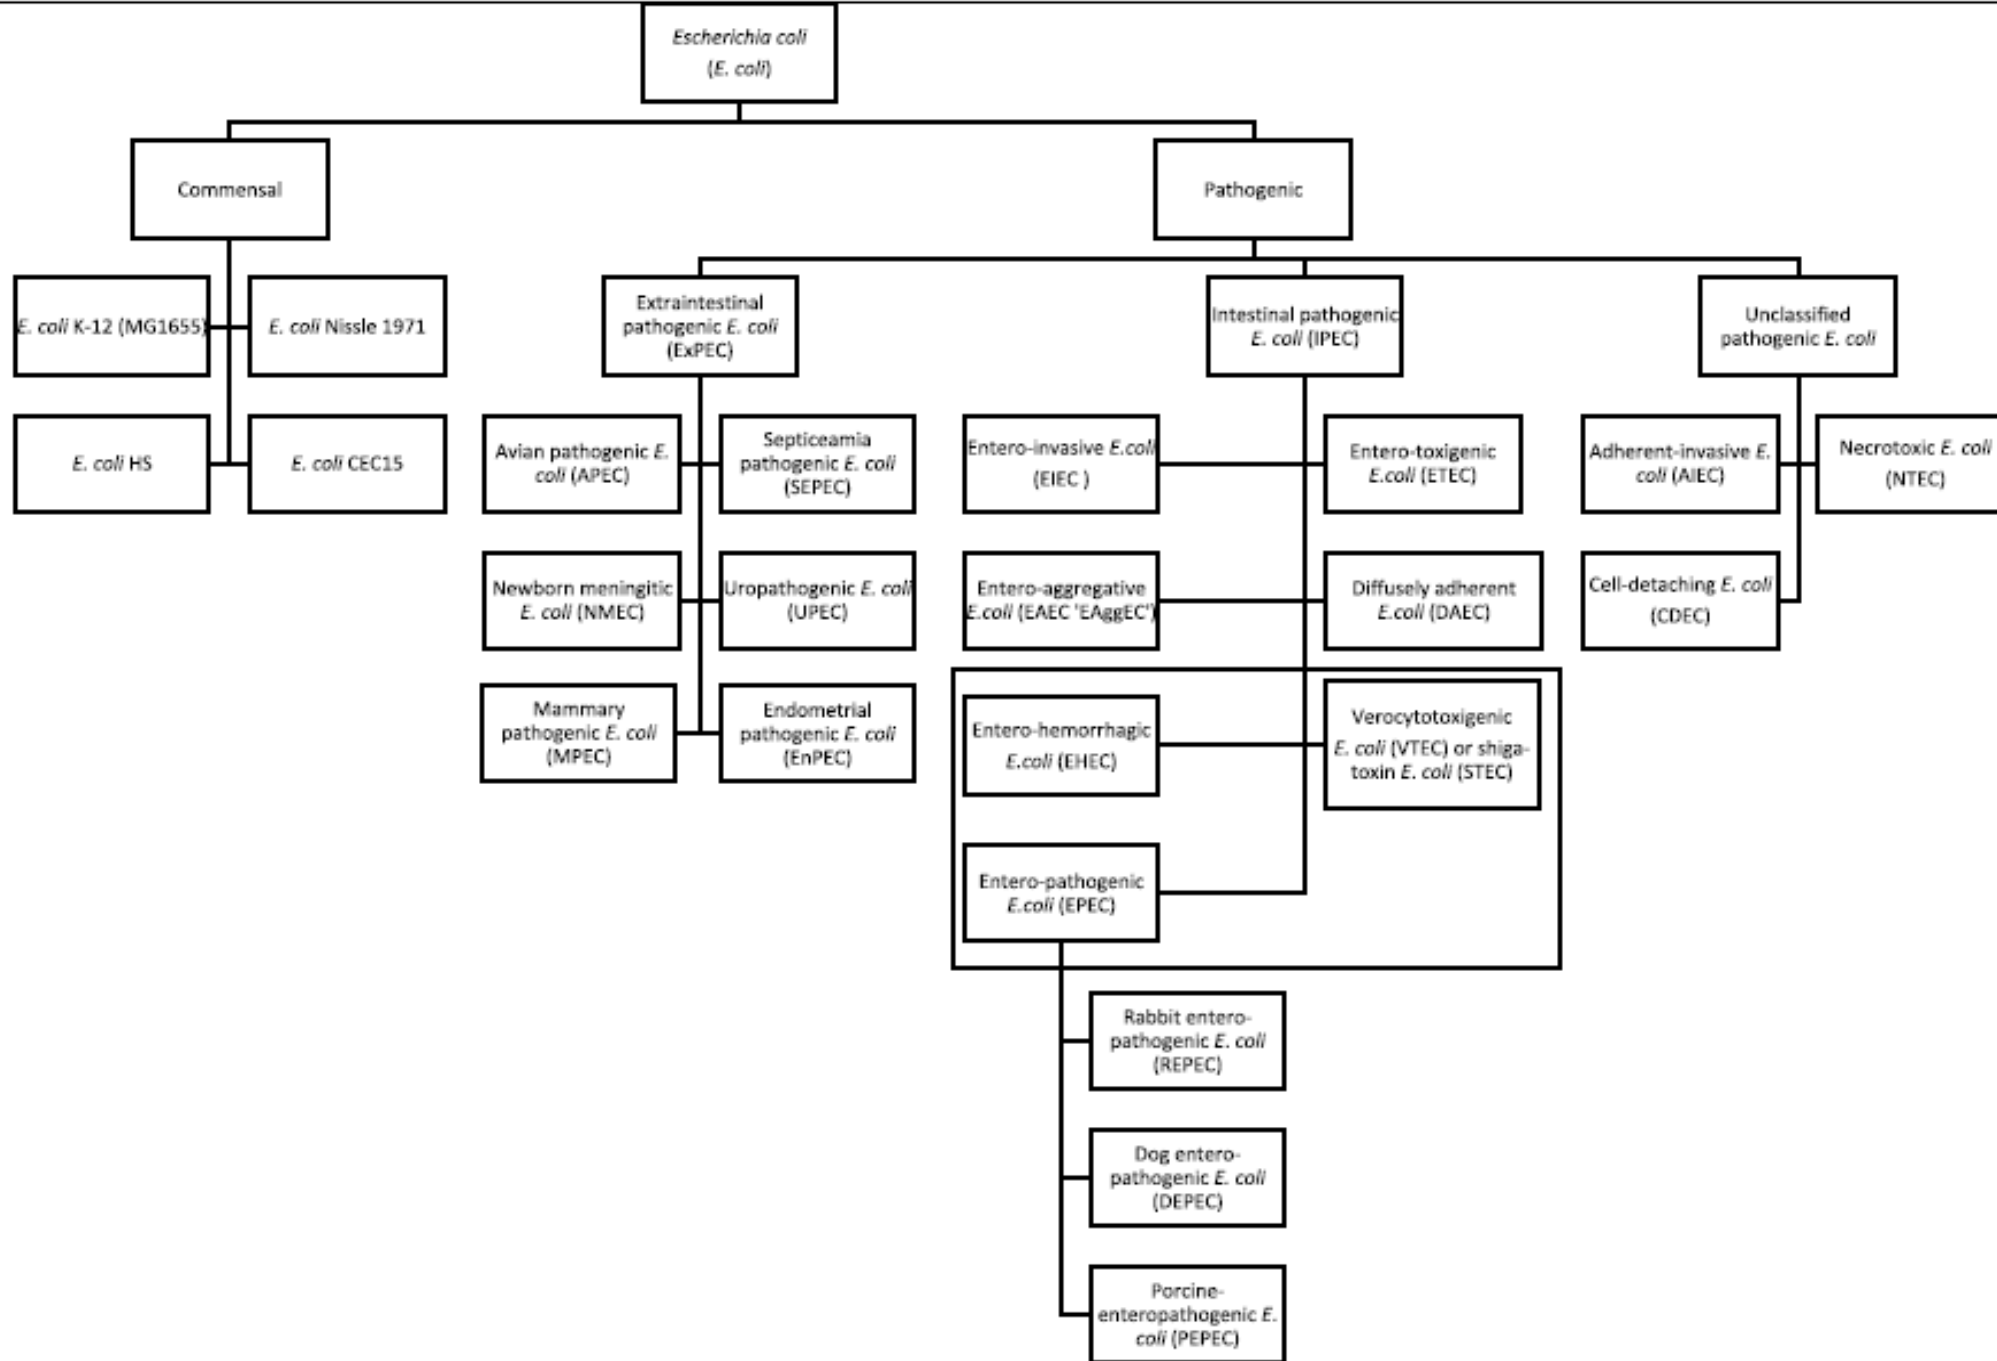 Escherichia coli
(E. coli)
Commensal
Pathogenic
E. coli K-12 (MG1655)
E. coli Nissle 1971
E. coli HS
E. coli CEC15
Extraintestinal
pathogenic E. coli
(ExPEC)
Intestinal pathogenic
E. coli (IPEC)
Unclassified
pathogenic E. coli
Avian pathogenic E.
coli (APEC)
Septiceamia
pathogenic E. coli
(SEPEC)
Newborn meningitic
E. coli (NMEC)
Uropathogenic E. coli
(UPEC)
Mammary
pathogenic E. coli
(MPEC)
Endometrial
pathogenic E. coli
(EnPEC)
Entero-invasive E.coli
(EIEC )
Entero-toxigenic
E.coli (ETEC)
Entero-aggregative
E.coli (EAEC 'EAggEC')
Diffusely adherent
E.coli (DAEC)
Entero-hemorrhagic
E.coli (EHEC)
Verocytotoxigenic
E. coli (VTEC) or shiga-
toxin E. coli (STEC)
Entero-pathogenic
E.coli (EPEC)
Rabbit entero-
pathogenic E. coli
(REPEC)
Dog entero-
pathogenic E. coli
(DEPEC)
Porcine-
enteropathogenic E.
coli (PEPEC)
Adherent-invasive E.
coli (AIEC)
Necrotoxic E. coli
(NTEC)
Cell-detaching E. coli
(CDEC)